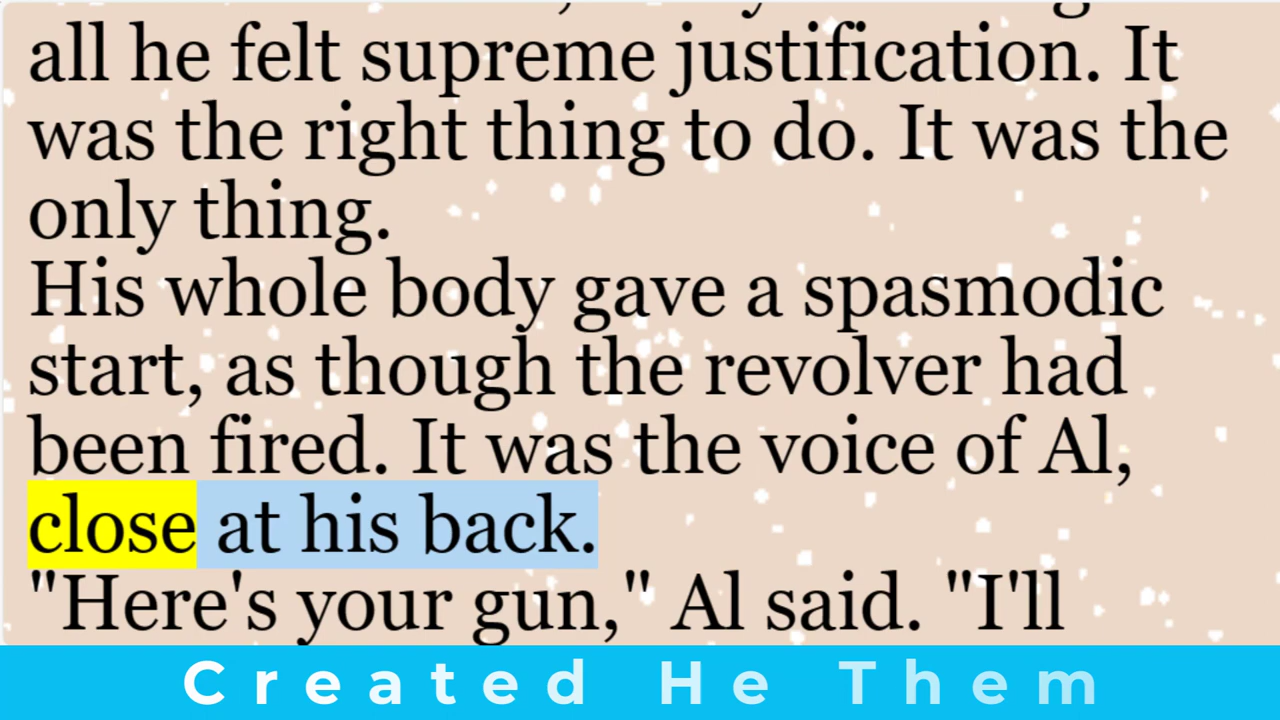 all he felt supreme justification. It
was the right thing to do. It was the
only thing.
His whole body gave a spasmodic
start, as though the revolver had
been fired. It was the voice of Al,
close at his back.
"Here's your gun," Al said. "I'll
Created He Them